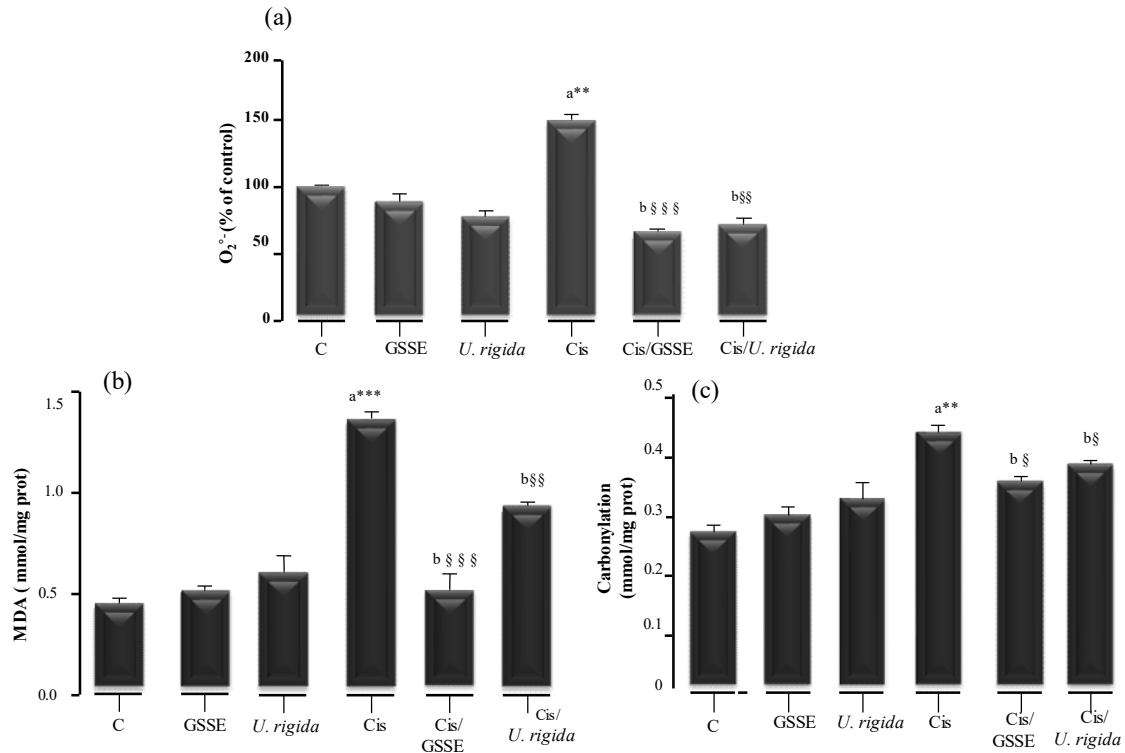 (a)
200
150
100
50
0
O₂°⁻ (% of control)
a**
b § § §
b§§
C
GSSE
U. rigida
Cis
Cis/GSSE
Cis/U. rigida
(b)
1.5
1.0
0.5
0.0
MDA ( mmol/mg prot)
a***
b § § §
b§§
C
GSSE
U. rigida
Cis
Cis/
GSSE
Cis/
U. rigida
(c)
0.5
0.4
0.3
0.2
0.1
0
Carbonylation
(mmol/mg prot)
a**
b §
b§
C
GSSE
U. rigida
Cis
Cis/
GSSE
Cis/
U. rigida